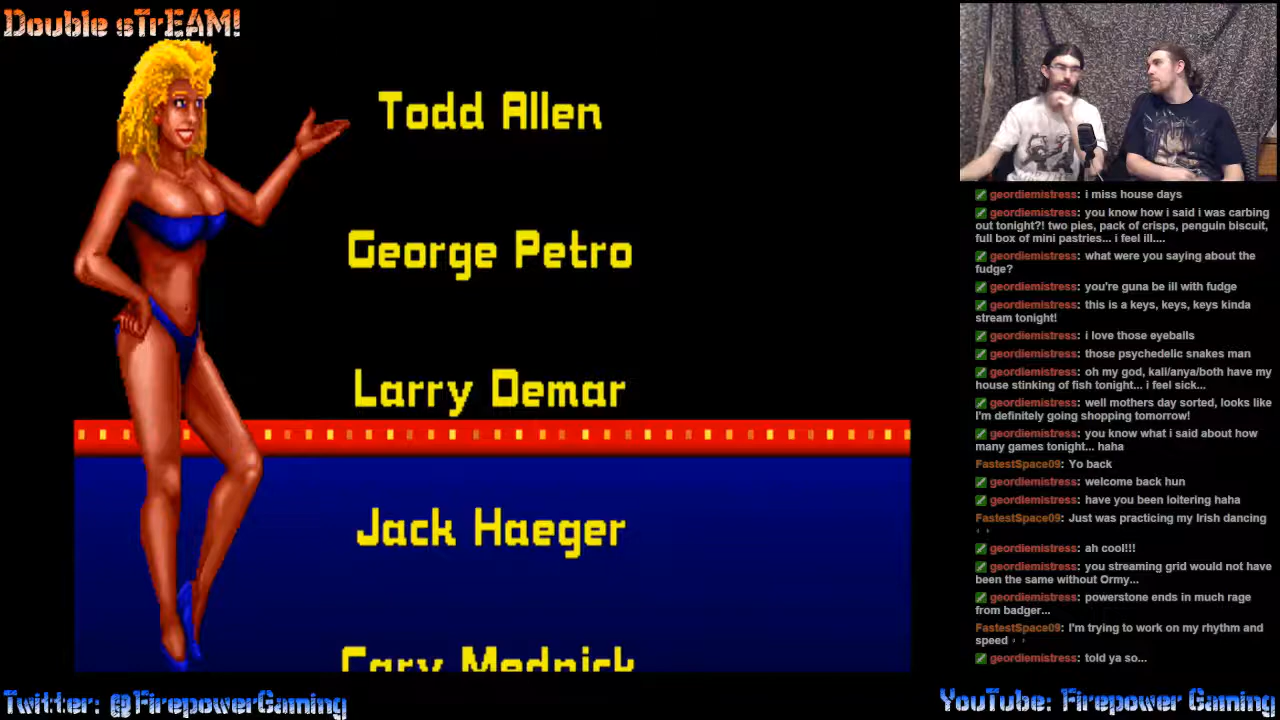 Double sTrEAM!
Todd Allen
George Petro
Larry Demar
Jack Haeger
Gary Mednick
geordiemistress: i miss house days
geordiemistress: you know how i said i was carbing
out tonight?! two pies, pack of crisps, penguin biscuit,
full box of mini pastries... i feel ill....
geordiemistress: what were you saying about the
fudge?
geordiemistress: you're guna be ill with fudge
geordiemistress: this is a keys, keys, keys kinda
stream tonight!
geordiemistress: i love those eyeballs
geordiemistress: those psychedelic snakes man
geordiemistress: oh my god, kali/anya/both have my
house stinking of fish tonight... i feel sick...
geordiemistress: well mothers day sorted, looks like
I'm definitely going shopping tomorrow!
geordiemistress: you know what i said about how
many games tonight... haha
FastestSpace09: Yo back
geordiemistress: welcome back hun
geordiemistress: have you been loitering haha
FastestSpace09: Just was practicing my Irish dancing
geordiemistress: ah cool!!!
geordiemistress: you streaming grid would not have
been the same without Ormy...
geordiemistress: powerstone ends in much rage
from badger...
FastestSpace09: I'm trying to work on my rhythm and
speed
geordiemistress: told ya so...
Twitter: @FirepowerGaming
YouTube: Firepower Gaming